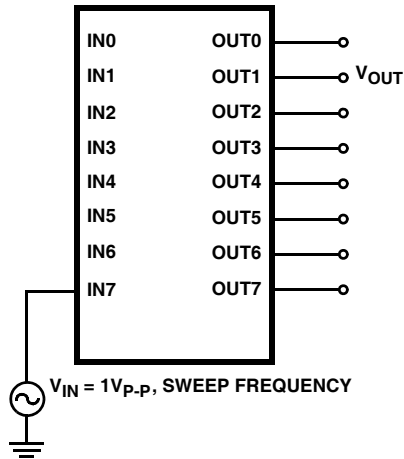 IN0 OUT0
IN1 OUT1 VOUT
IN2 OUT2
IN3 OUT3
IN4 OUT4
IN5 OUT5
IN6 OUT6
IN7 OUT7
VIN = 1VP-P, SWEEP FREQUENCY